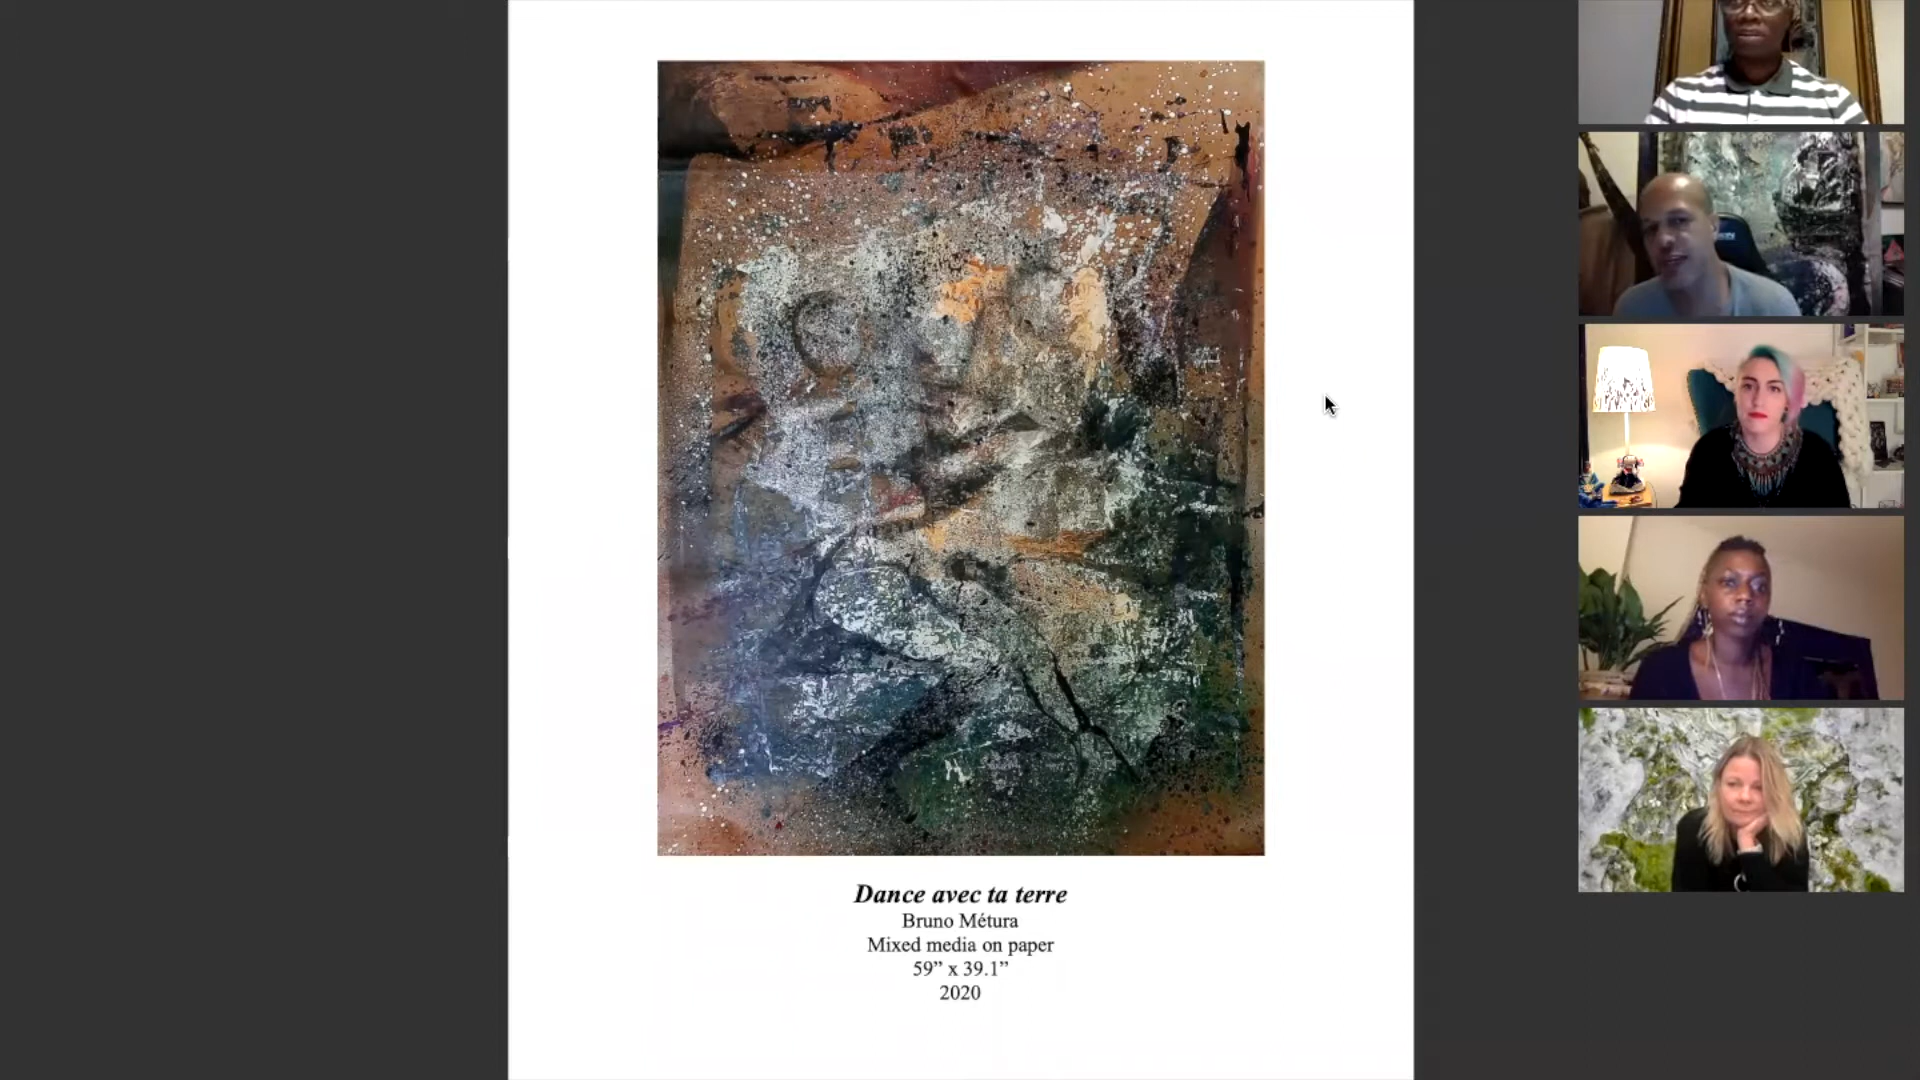 Dance avec ta terre
Bruno Métura
Mixed media on paper
59” x 39.1”
2020